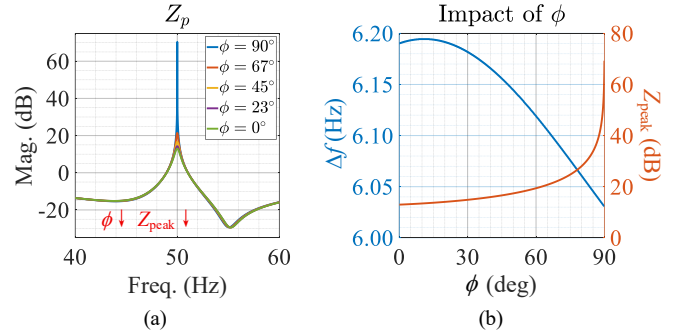 Z_p
Mag. (dB)
60
40
20
0
-20
ϕ = 90°
ϕ = 67°
ϕ = 45°
ϕ = 23°
ϕ = 0°
ϕ ↓ Z_peak ↓
40 50 60
Freq. (Hz)
(a)
Impact of ϕ
Δf (Hz)
6.20
6.15
6.10
6.05
6.00
80
60
40
20
0
Z_peak (dB)
0 30 60 90
ϕ (deg)
(b)